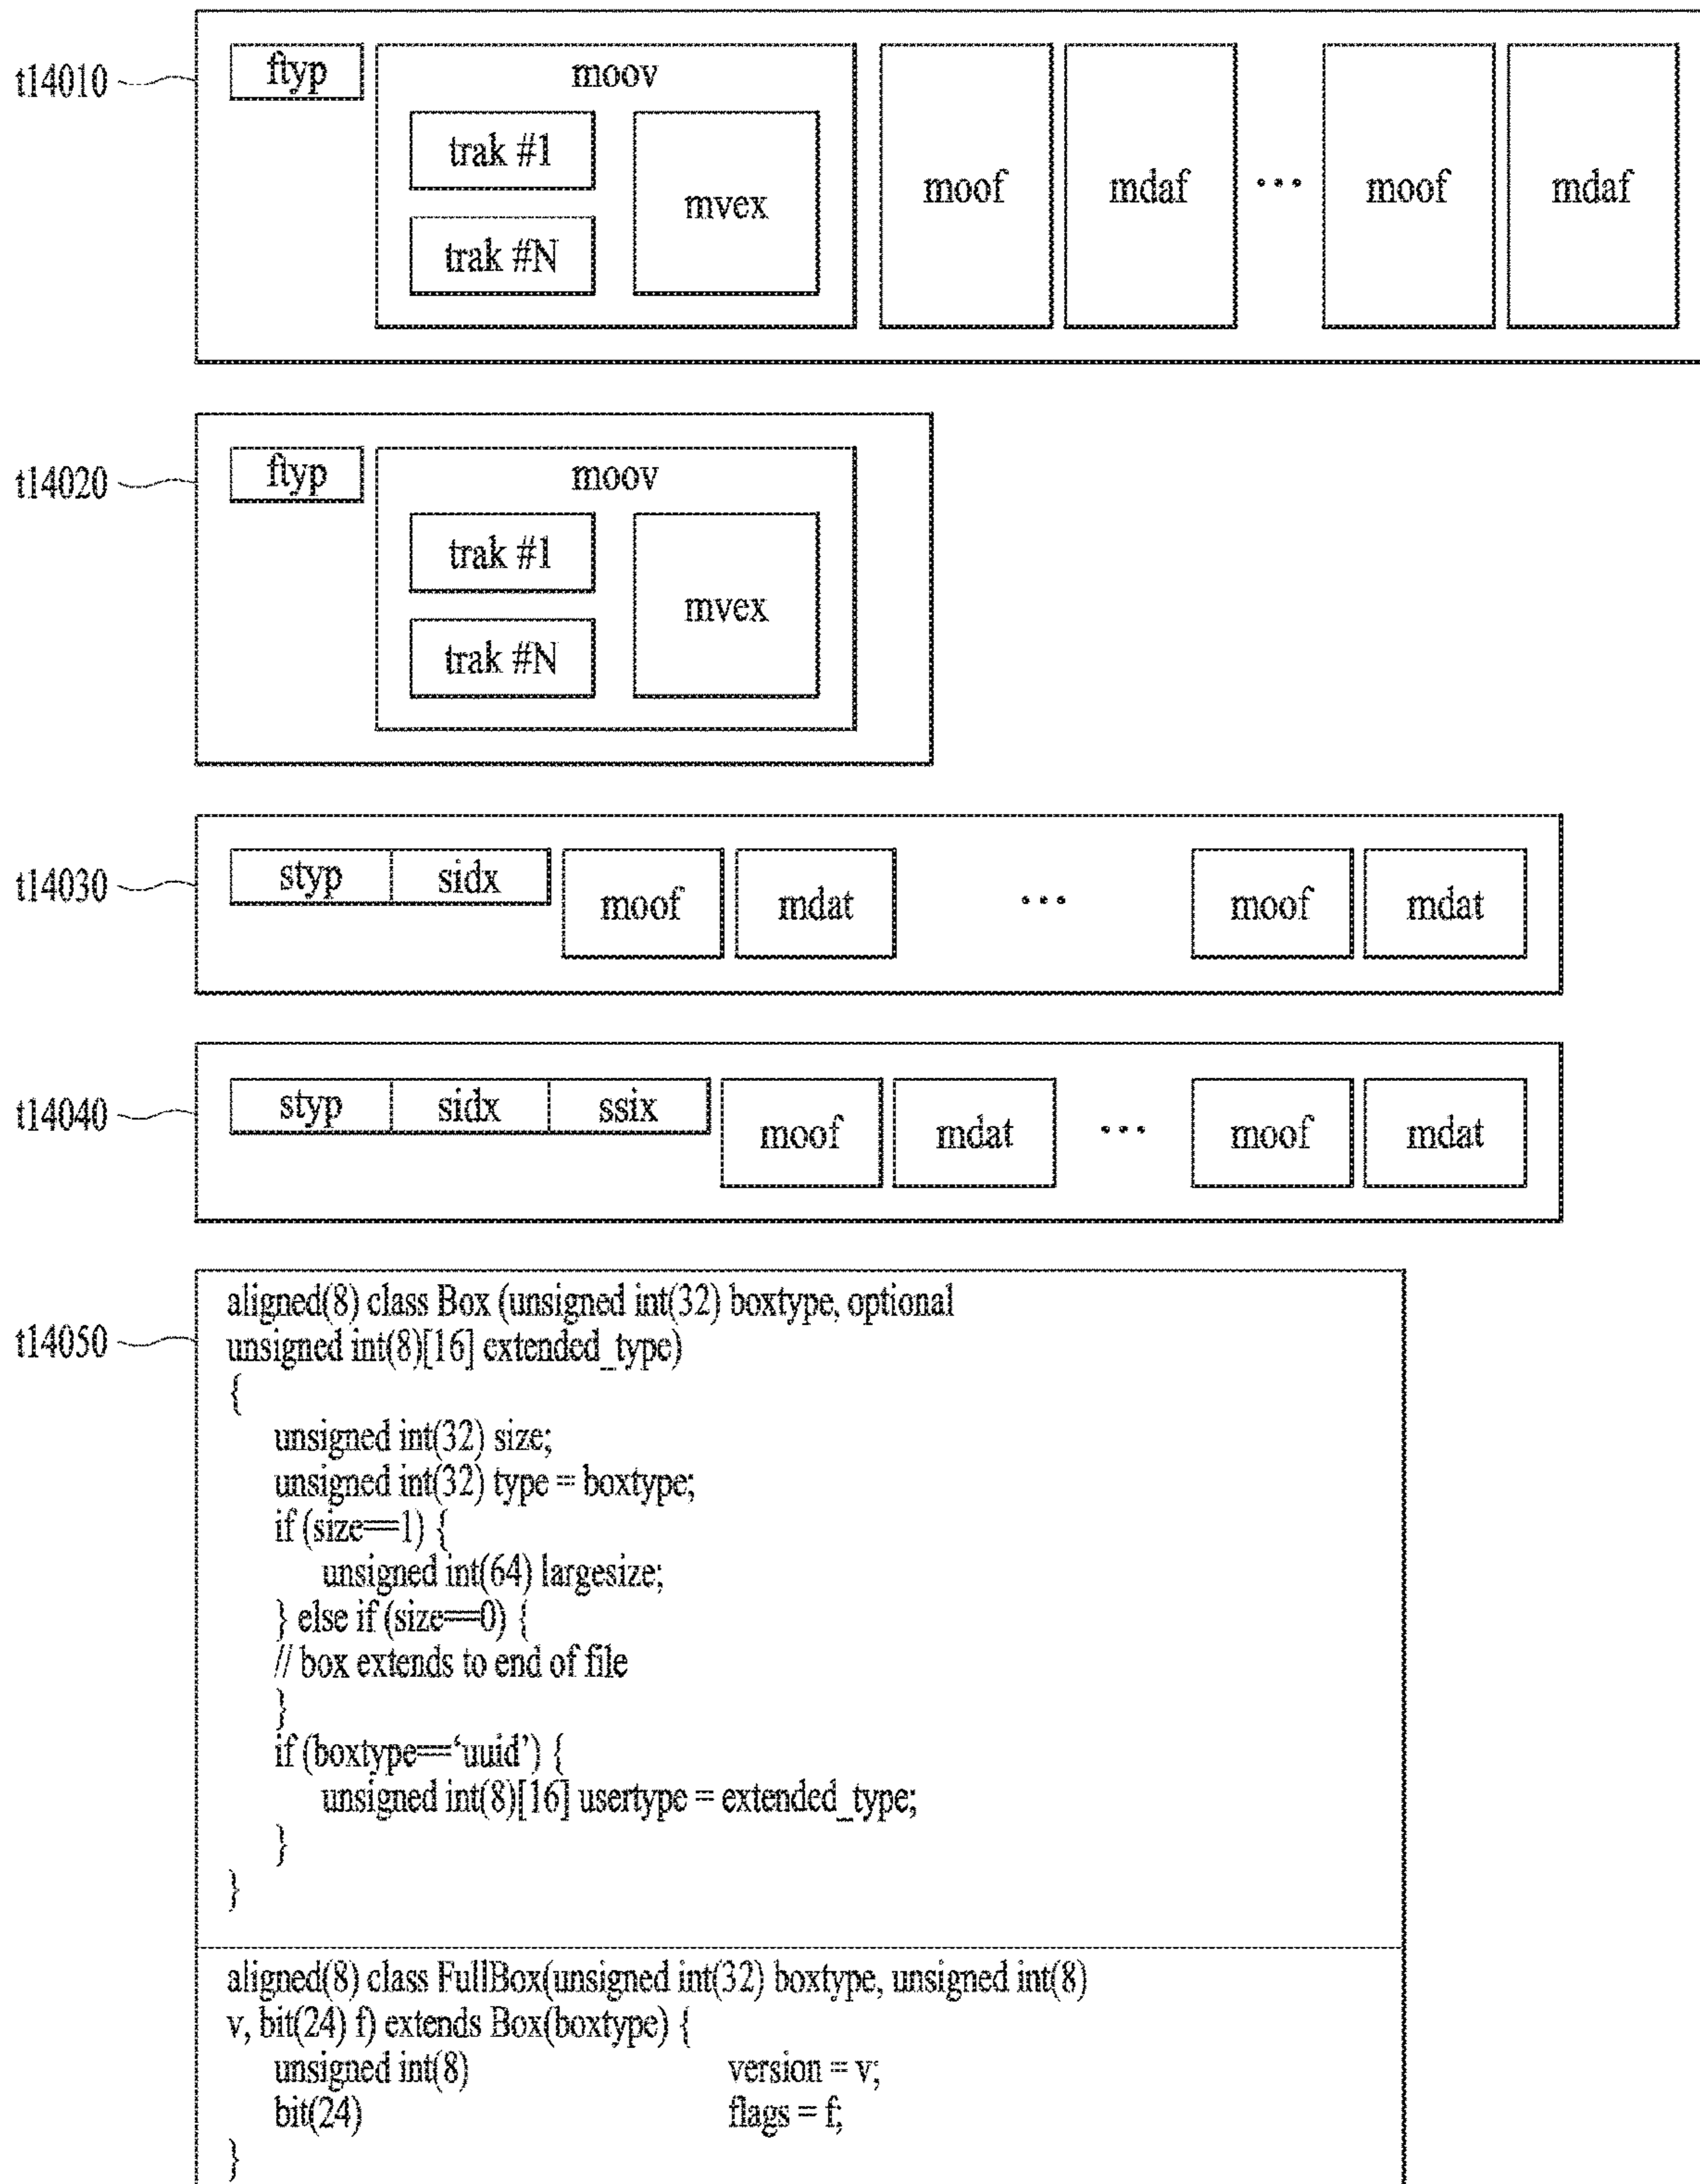 t14010
ftyp
moov
trak #1
trak #N
mvex
moof
mdaf
...
moof
mdaf
t14020
ftyp
moov
trak #1
trak #N
mvex
t14030
styp
sidx
moof
mdat
...
moof
mdat
t14040
styp
sidx
ssix
moof
mdat
...
moof
mdat
t14050
aligned(8) class Box (unsigned int(32) boxtype, optional
unsigned int(8)[16] extended_type)
{
unsigned int(32) size;
unsigned int(32) type = boxtype;
if (size==1) {
unsigned int(64) largesize;
} else if (size==0) {
// box extends to end of file
}
if (boxtype==‘uuid’) {
unsigned int(8)[16] usertype = extended_type;
}
}
aligned(8) class FullBox(unsigned int(32) boxtype, unsigned int(8)
v, bit(24) f) extends Box(boxtype) {
unsigned int(8) version = v;
bit(24) flags = f;
}